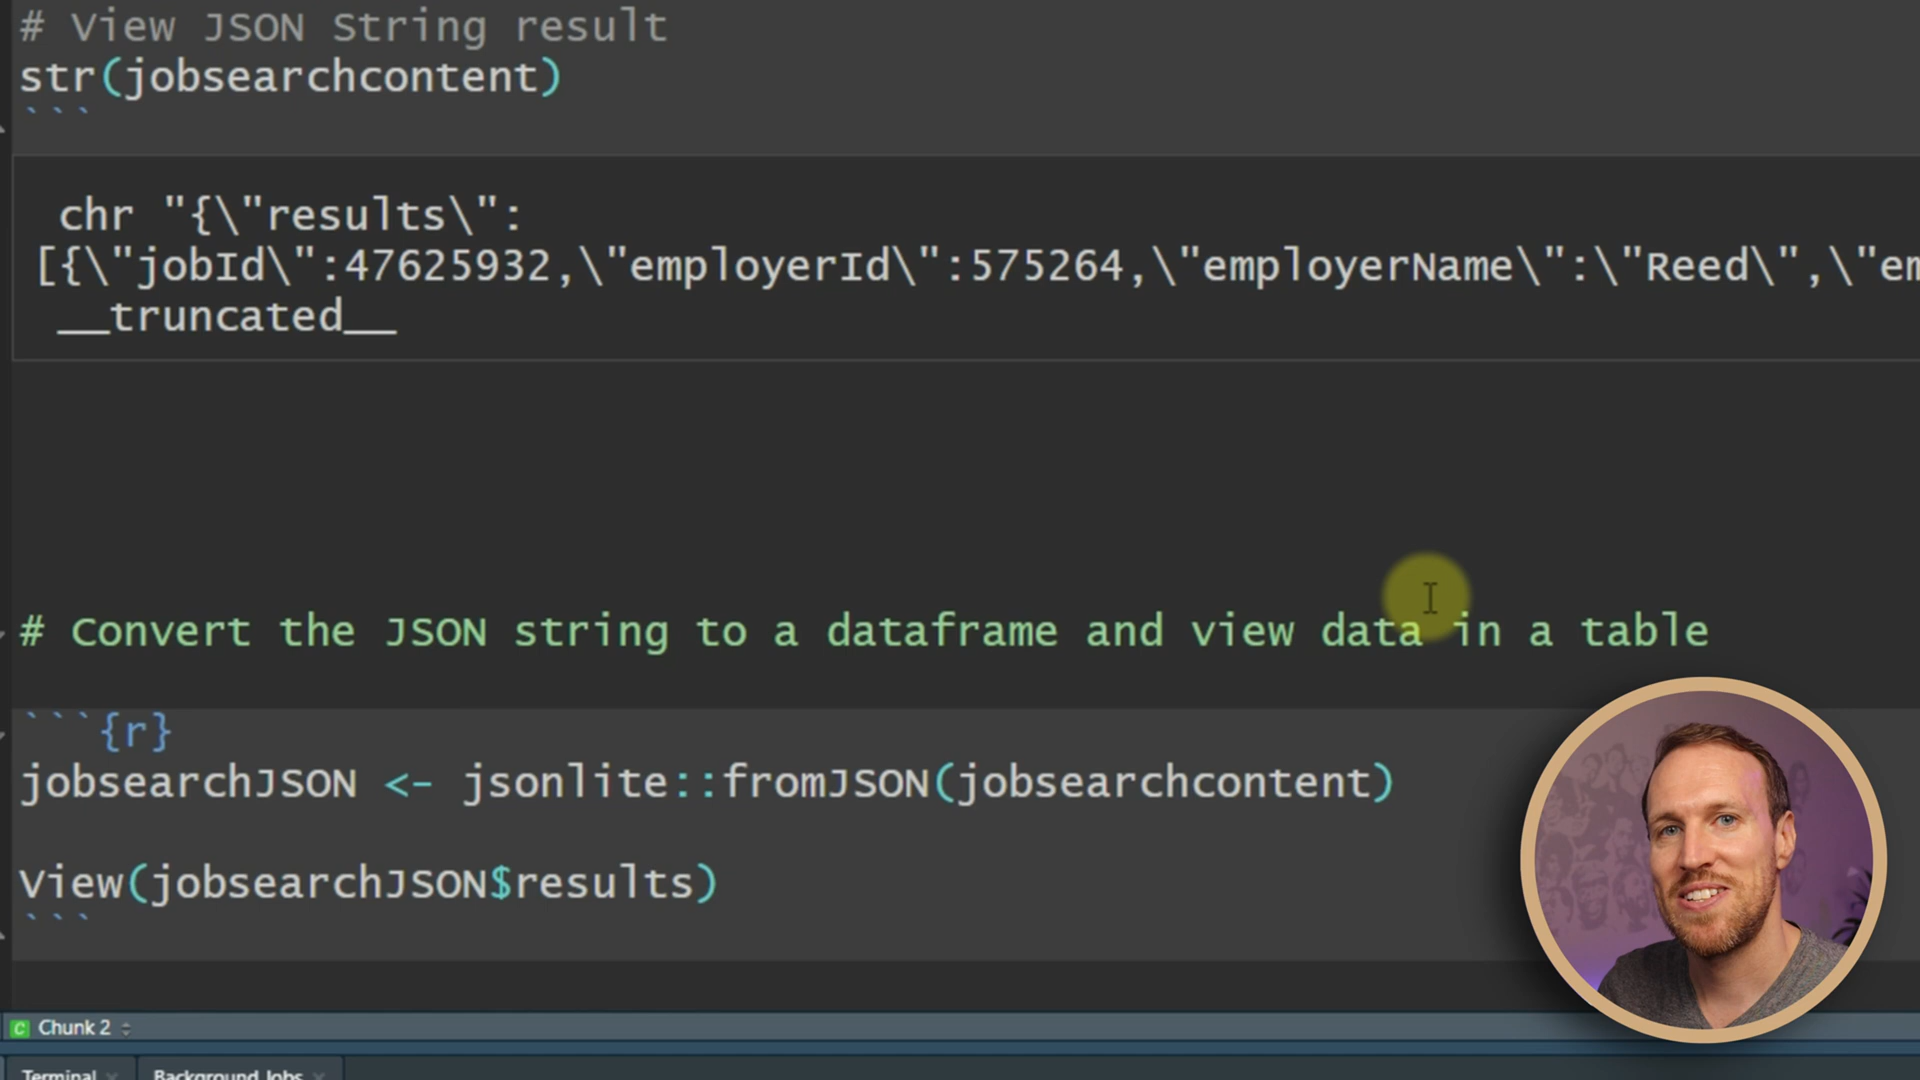 # View JSON String result
str(jobsearchcontent)
```
chr "{\"results\":
[{\"jobId\":47625932,\"employerId\":575264,\"employerName\":\"Reed\",\"em
__truncated__
# Convert the JSON string to a dataframe and view data in a table
```{r}
jobsearchJSON <- jsonlite::fromJSON(jobsearchcontent)
View(jobsearchJSON$results)
```
C Chunk 2
Terminal × Background Jobs ×